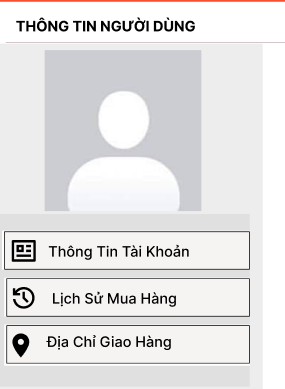 THÔNG TIN NGƯỜI DÙNG
Thông Tin Tài Khoản
Lịch Sử Mua Hàng
Địa Chỉ Giao Hàng